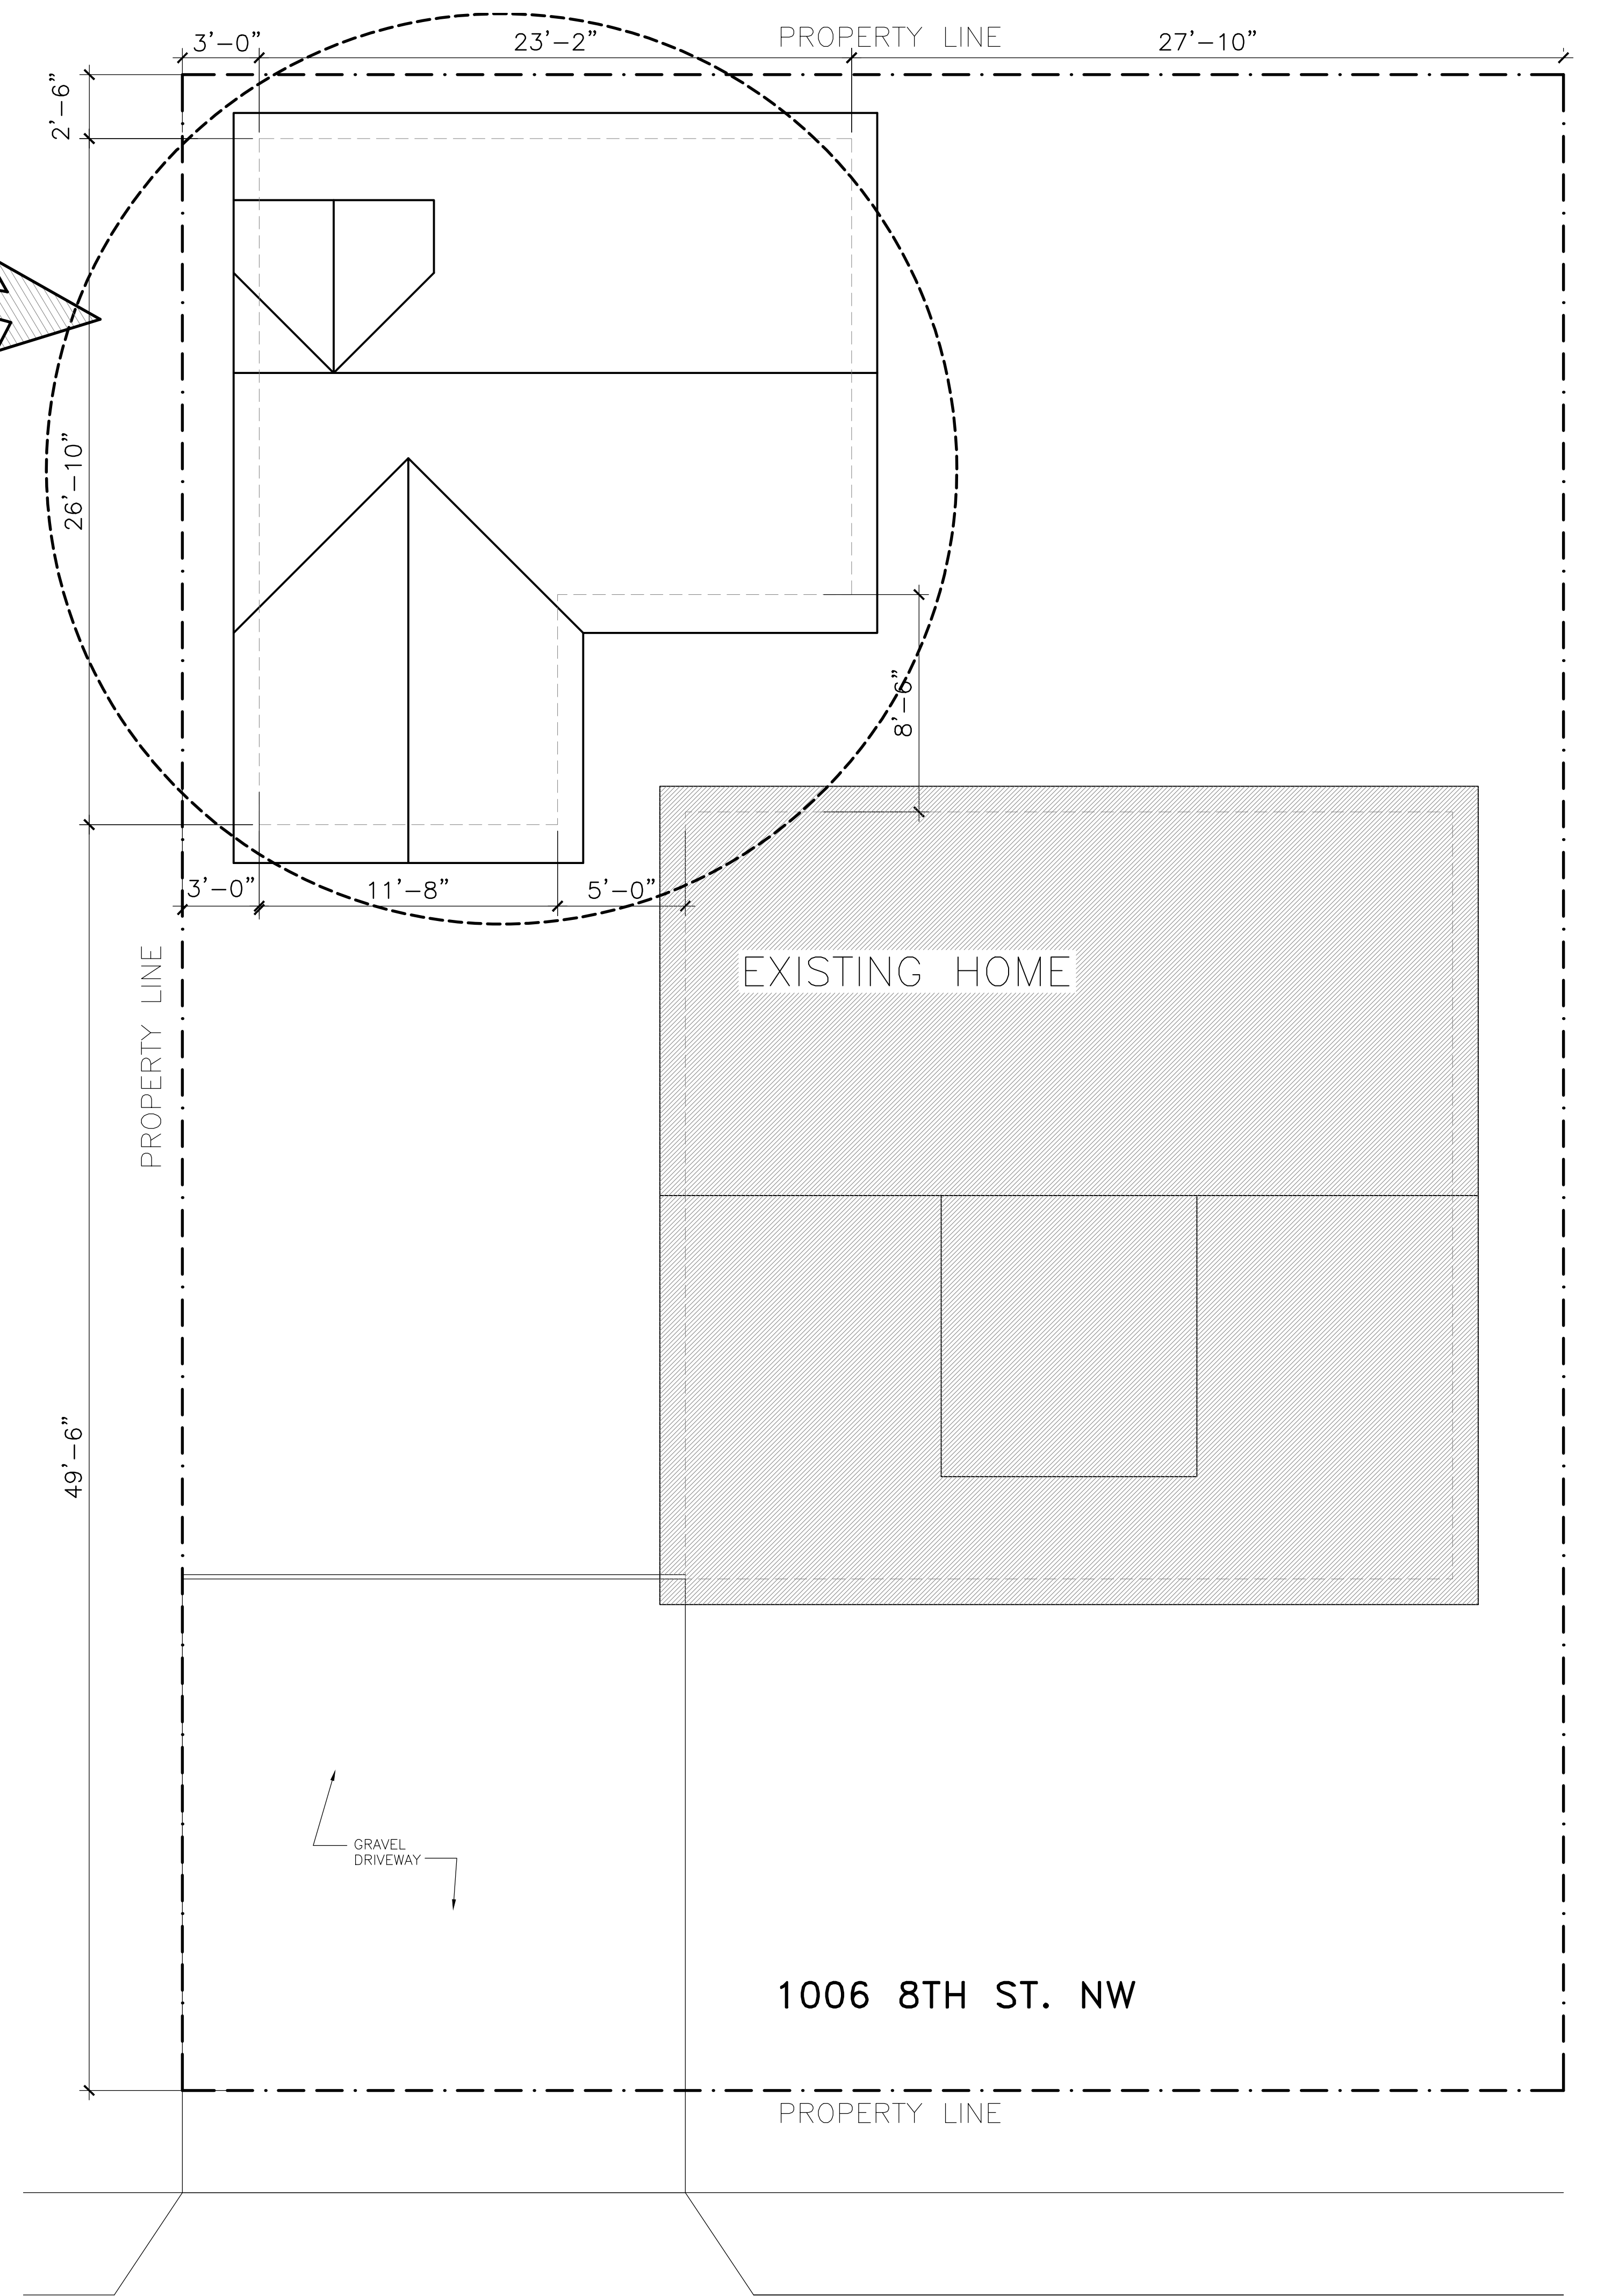 PROPERTY LINE
3'-0" 23'-2" 27'-10"
2'-6"
26'-10"
8'-6"
3'-0" 11'-8" 5'-0"
EXISTING HOME
PROPERTY LINE
49'-6"
GRAVEL
DRIVEWAY
1006 8TH ST. NW
PROPERTY LINE